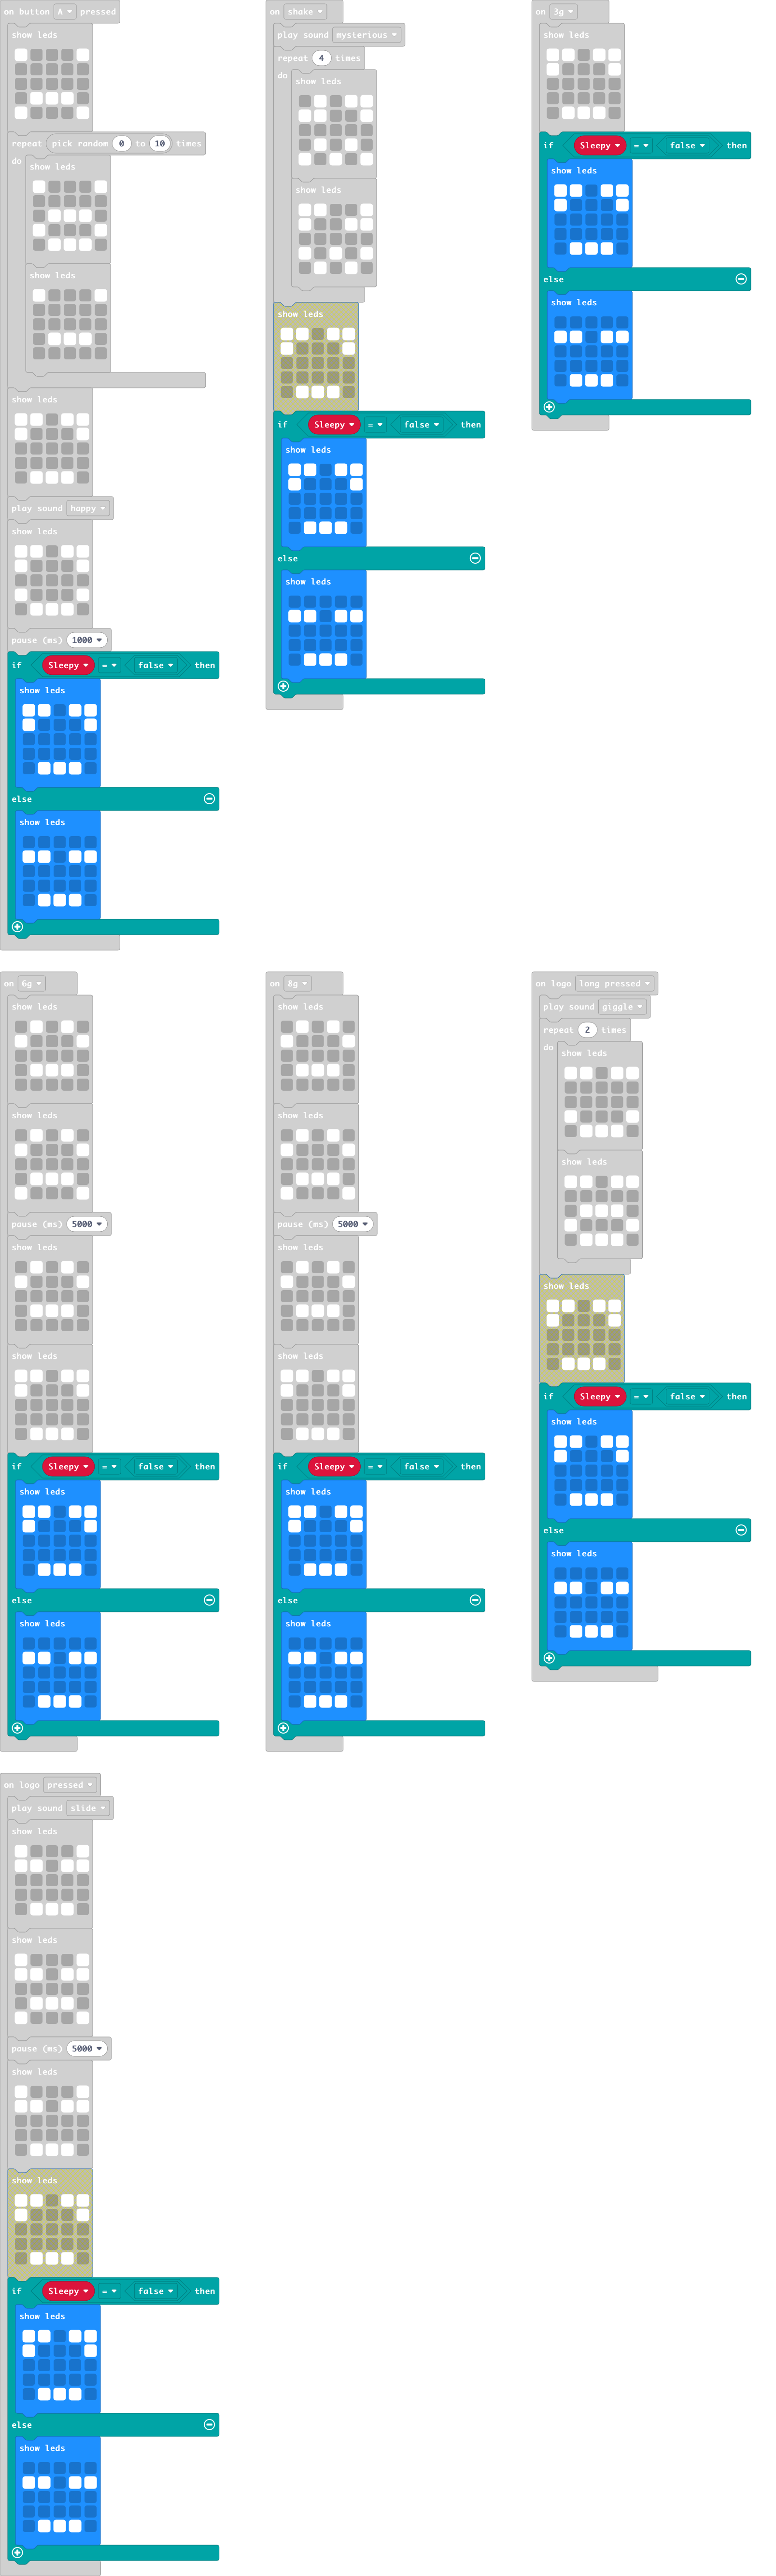 on button A pressed
show leds
repeat pick random 0 to 10 times
do
show leds
show leds
show leds
play sound happy
show leds
pause (ms) 1000
if Sleepy = false then
show leds
else
show leds
on shake
play sound mysterious
repeat 4 times
do
show leds
show leds
show leds
if Sleepy = false then
show leds
else
show leds
on 3g
show leds
if Sleepy = false then
show leds
else
show leds
on 6g
show leds
show leds
pause (ms) 5000
show leds
show leds
if Sleepy = false then
show leds
else
show leds
on 8g
show leds
show leds
pause (ms) 5000
show leds
show leds
if Sleepy = false then
show leds
else
show leds
on logo long pressed
play sound giggle
repeat 2 times
do
show leds
show leds
show leds
if Sleepy = false then
show leds
else
show leds
on logo pressed
play sound slide
show leds
show leds
pause (ms) 5000
show leds
show leds
if Sleepy = false then
show leds
else
show leds